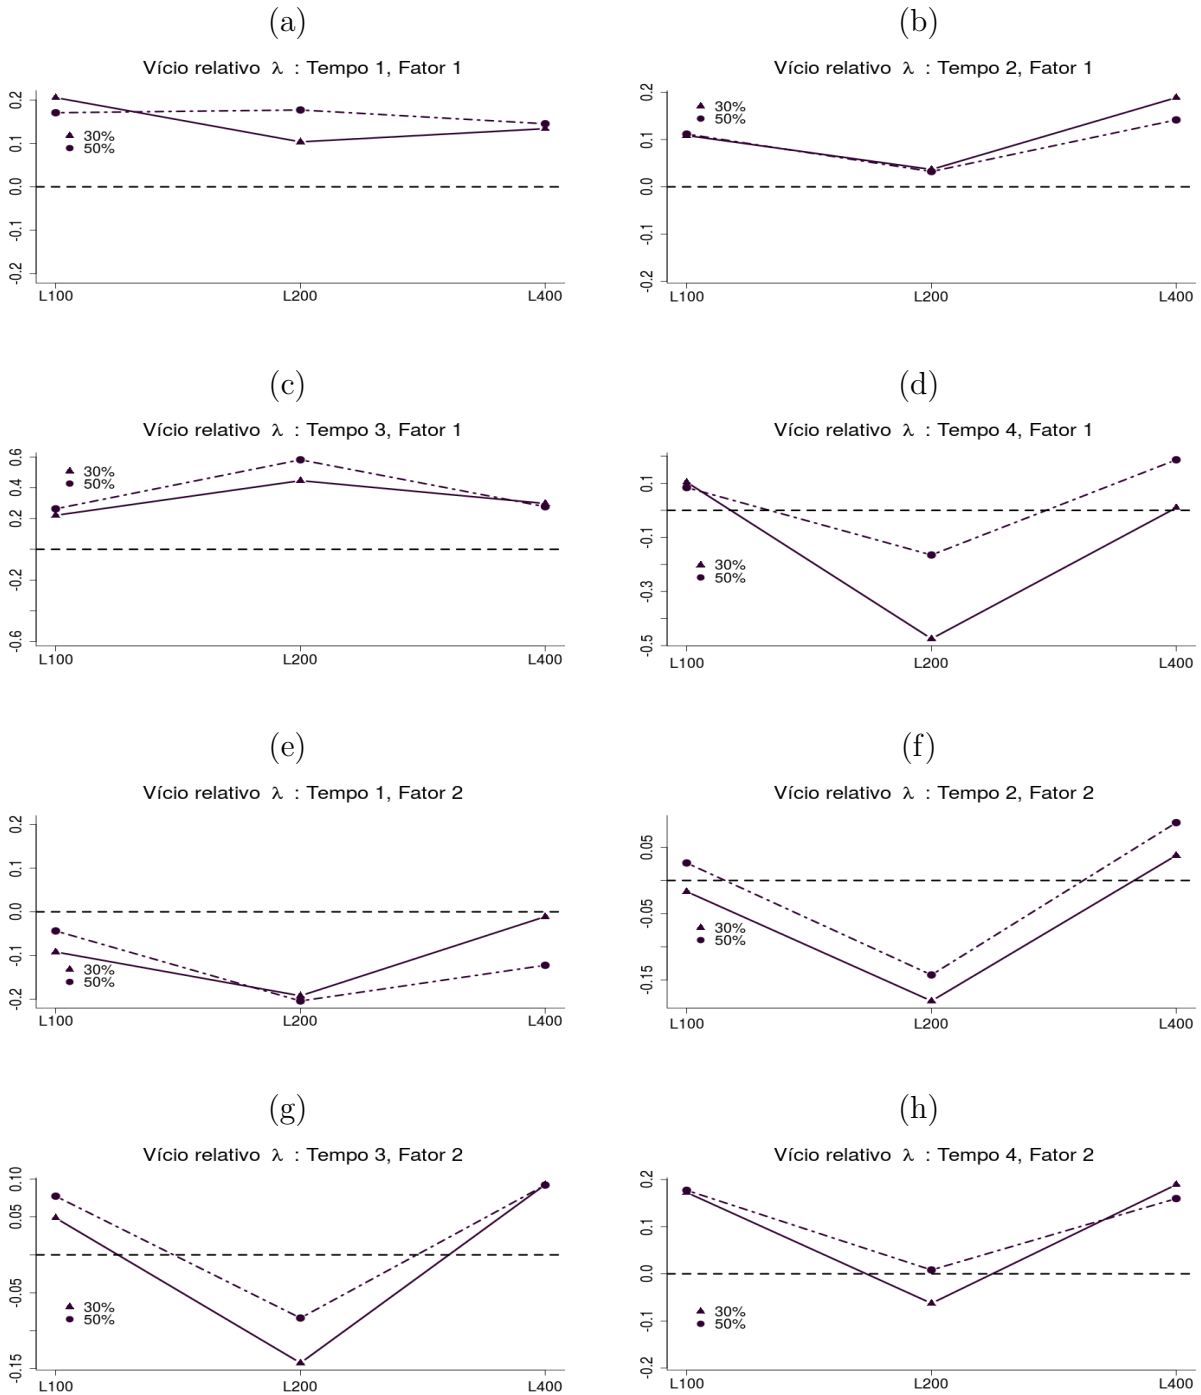 (a)
Vício relativo λ : Tempo 1, Fator 1
0.2
0.1
0.0
-0.1
-0.2
30%
50%
L100 L200 L400
(b)
Vício relativo λ : Tempo 2, Fator 1
0.2
0.1
0.0
-0.1
-0.2
30%
50%
L100 L200 L400
(c)
Vício relativo λ : Tempo 3, Fator 1
0.6
0.4
0.2
-0.2
-0.6
30%
50%
L100 L200 L400
(d)
Vício relativo λ : Tempo 4, Fator 1
0.1
-0.1
-0.3
-0.5
30%
50%
L100 L200 L400
(e)
Vício relativo λ : Tempo 1, Fator 2
0.2
0.1
0.0
-0.1
-0.2
30%
50%
L100 L200 L400
(f)
Vício relativo λ : Tempo 2, Fator 2
0.05
-0.05
-0.15
30%
50%
L100 L200 L400
(g)
Vício relativo λ : Tempo 3, Fator 2
0.10
0.05
-0.05
-0.15
30%
50%
L100 L200 L400
(h)
Vício relativo λ : Tempo 4, Fator 2
0.2
0.1
0.0
-0.1
-0.2
30%
50%
L100 L200 L400